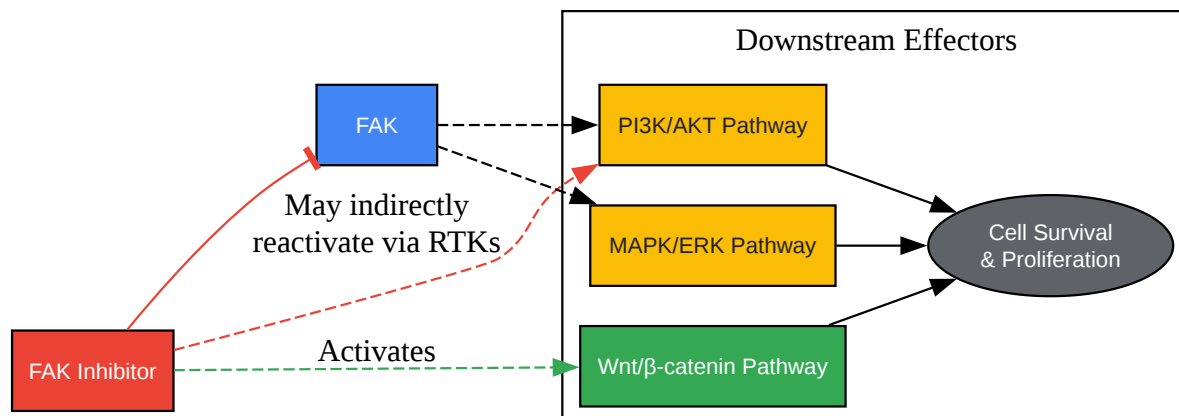 Downstream Effectors
FAK
PI3K/AKT Pathway
May indirectly
reactivate via RTKs
MAPK/ERK Pathway
Cell Survival
& Proliferation
Activates
FAK Inhibitor
Wnt/β-catenin Pathway